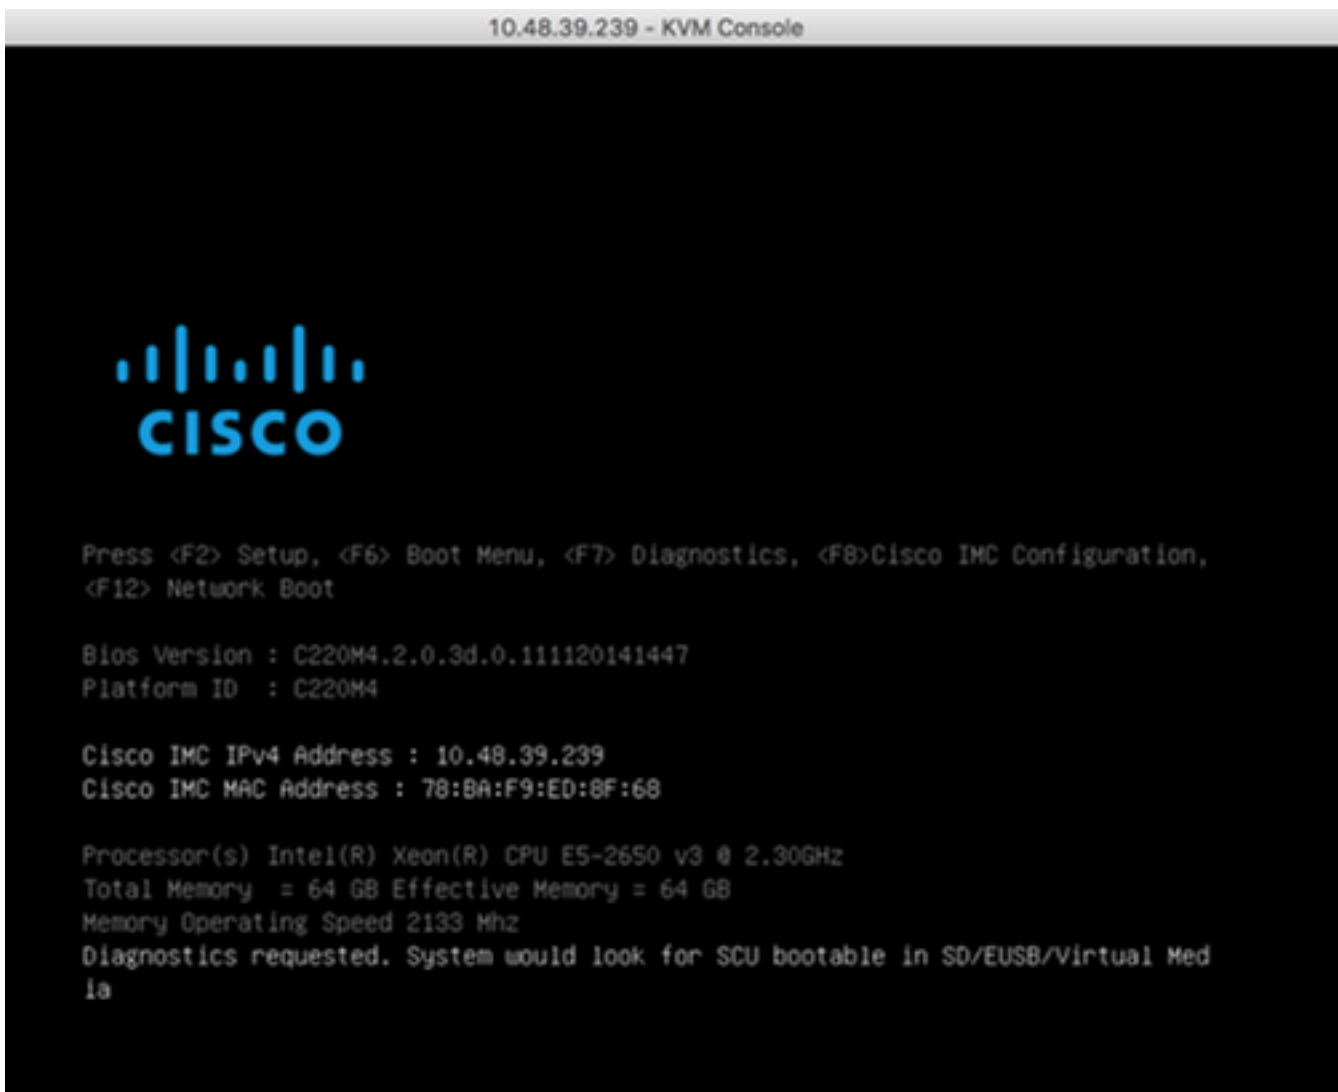 10.48.39.239 - KVM Console
CISCO
Press <F2> Setup, <F6> Boot Menu, <F7> Diagnostics, <F8>Cisco IMC Configuration,
<F12> Network Boot
Bios Version : C220M4.2.0.3d.0.111120141447
Platform ID  : C220M4
Cisco IMC IPv4 Address : 10.48.39.239
Cisco IMC MAC Address : 78:BA:F9:ED:8F:68
Processor(s) Intel(R) Xeon(R) CPU E5-2650 v3 @ 2.30GHz
Total Memory  = 64 GB Effective Memory = 64 GB
Memory Operating Speed 2133 Mhz
Diagnostics requested. System would look for SCU bootable in SD/EUSB/Virtual Med
ia